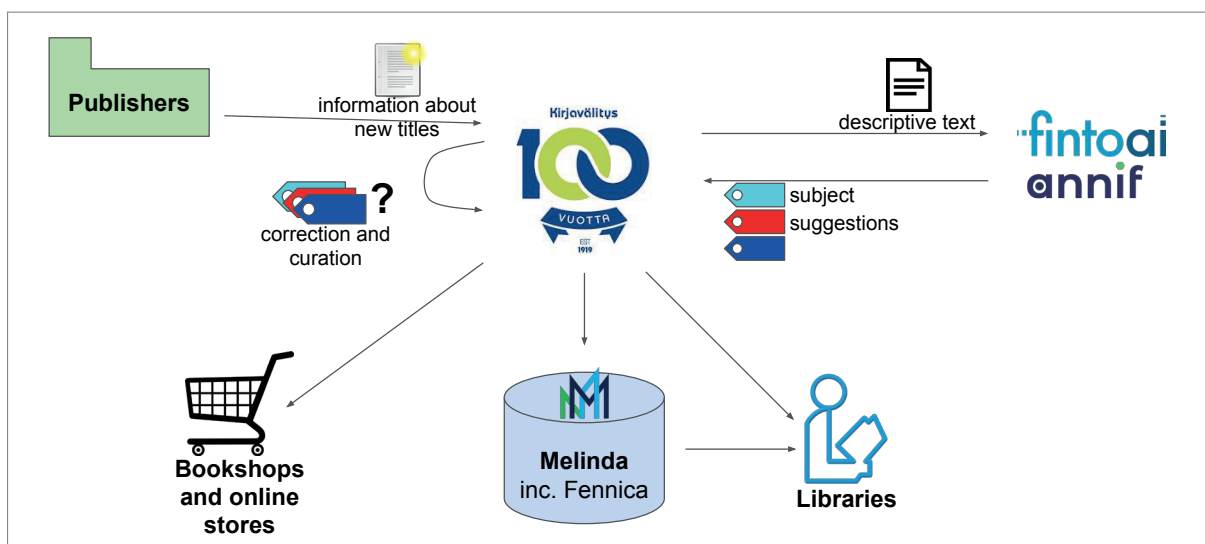 Publishers
information about
new titles
Kirjavälitys
100
VUOTTA
EST
1919
descriptive text
fintoai
annif
subject
suggestions
?
correction and
curation
Bookshops
and online
stores
Melinda
inc. Fennica
Libraries